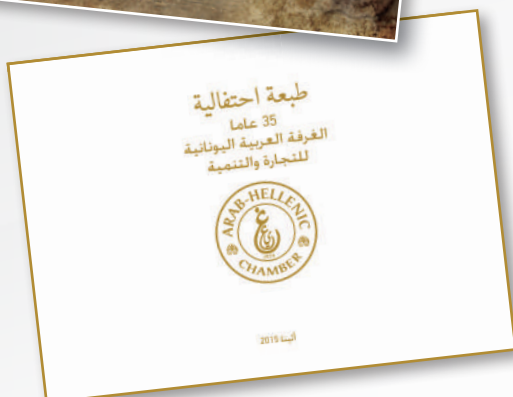 طبعة احتفالية
35 عاما
الغرفة العربية اليونانية
للتجارة والتنمية
ARAB-HELLENIC
CHAMBER
أثينا 2015